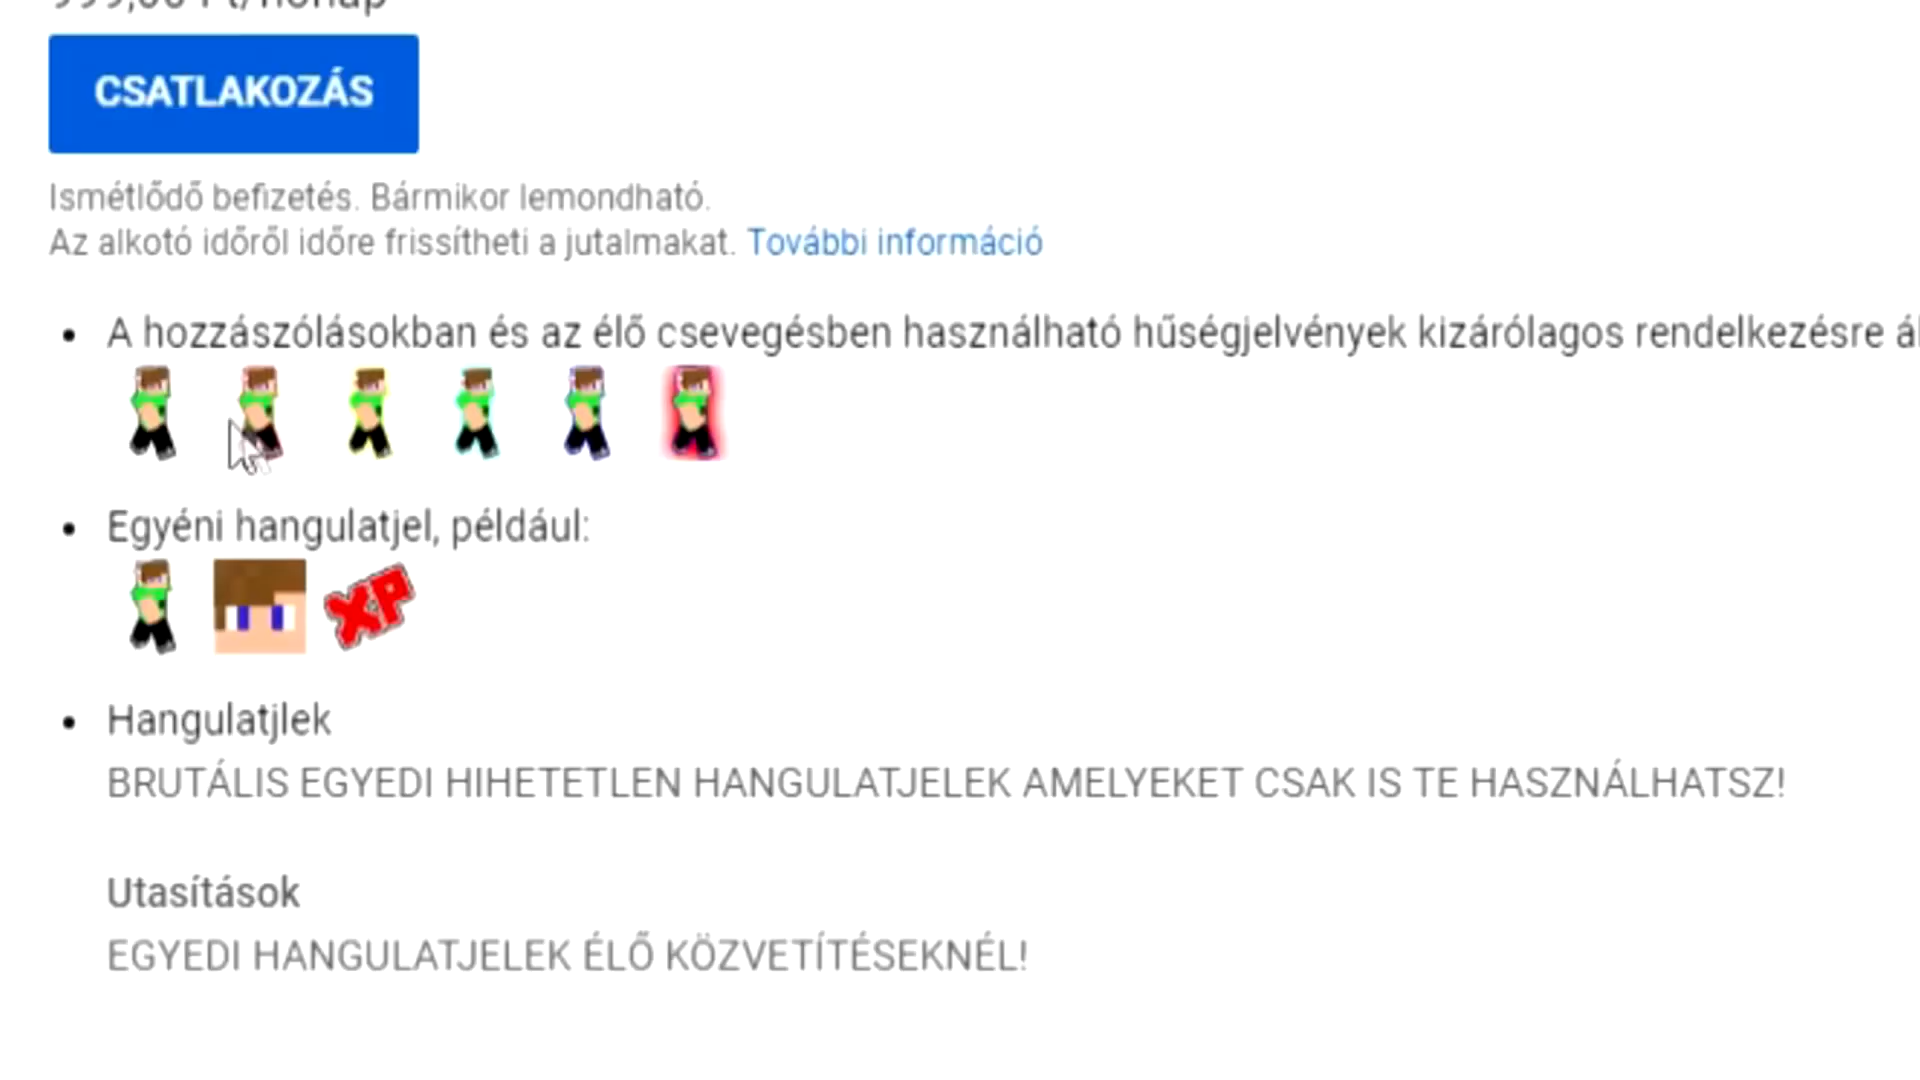 CSATLAKOZÁS
Ismétlődő befizetés. Bármikor lemondható.
Az alkotó időről időre frissítheti a jutalmakat. További információ
A hozzászólásokban és az élő csevegésben használható hűségjelvények kizárólagos rendelkezésre
Egyéni hangulatjel, például:
XP
Hangulatjlek
BRUTÁLIS EGYEDI HIHETETLEN HANGULATJELEK AMELYEKET CSAK IS TE HASZNÁLHATSZ!
Utasítások
EGYEDI HANGULATJELEK ÉLŐ KÖZVETÍTÉSEKNÉL!